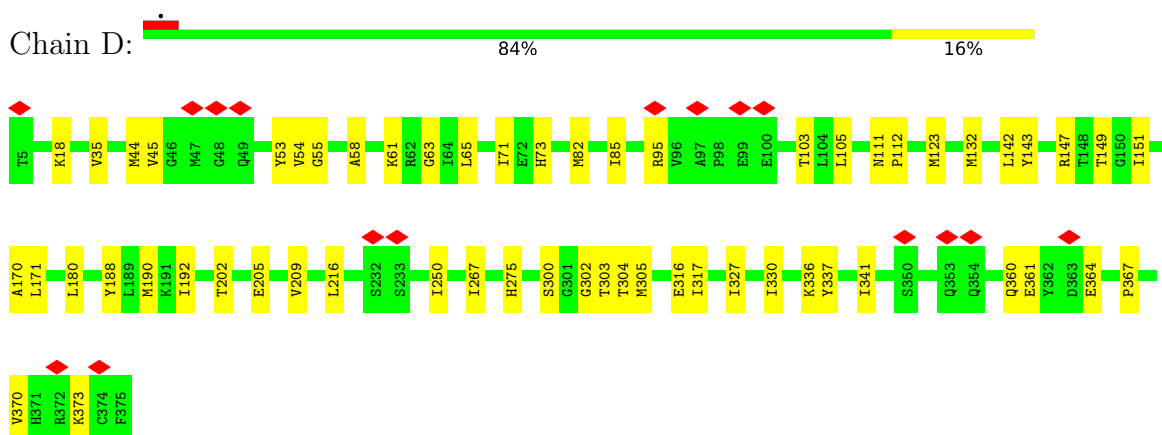 Chain D:
84% 16%
T5 K18 V35 M44 V45 G46 M47 G48 Q49 Y53 V54 G55 A58 K61 R62 G63 I64 L65 I71 E72 H73 M82 I85 R95 V96 A97 P98 E99 E100 T103 L104 L105 N111 P112 M123 M132 L142 Y143 R147 T148 T149 G150 I151
A170 L171 L180 Y188 L189 M190 K191 I192 T202 E205 V209 L216 S232 S233 I250 I267 H275 S300 G301 G302 T303 T304 M305 E316 I317 I327 I330 K336 Y337 I341 S350 Q353 Q354 Q360 E361 Y362 D363 E364 P367
V370 H371 R372 K373 C374 F375